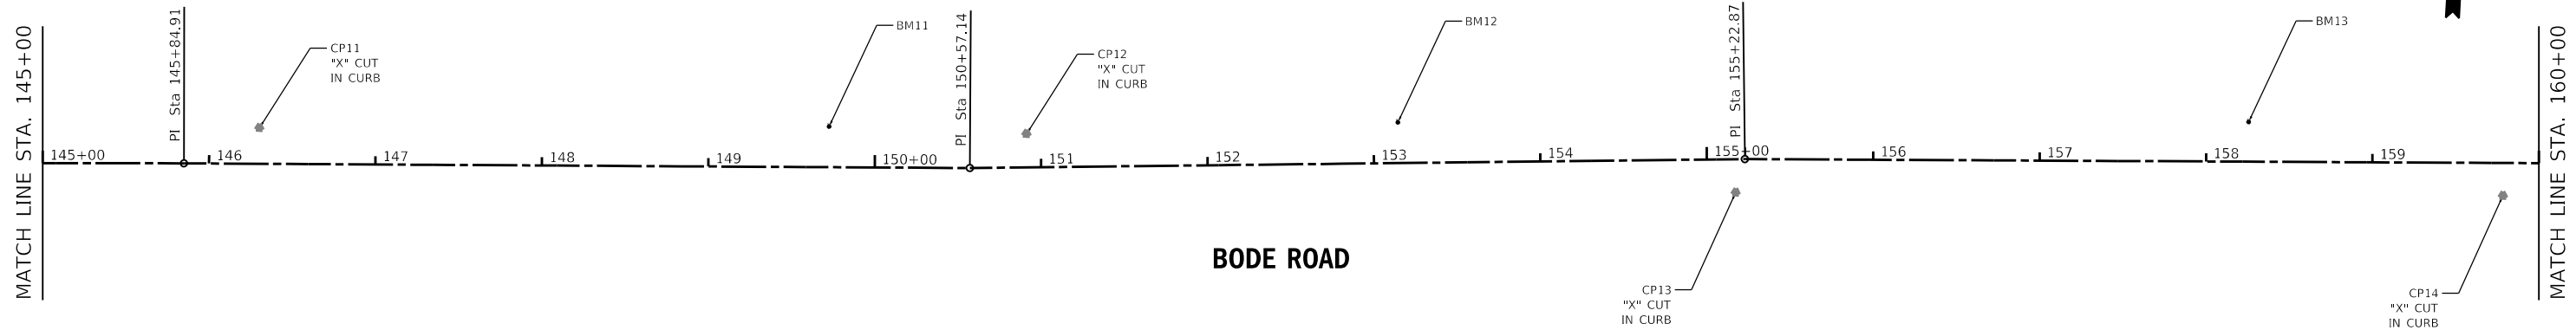 MATCH LINE STA. 145+00
PI Sta 145+84.91
CP11
"X" CUT
IN CURB
BM11
PI Sta 150+57.14
CP12
"X" CUT
IN CURB
BM12
PI Sta 155+22.87
BM13
MATCH LINE STA. 160+00
145+00
146
147
148
149
150+00
151
152
153
154
155+00
156
157
158
159
BODE ROAD
CP13
"X" CUT
IN CURB
CP14
"X" CUT
IN CURB